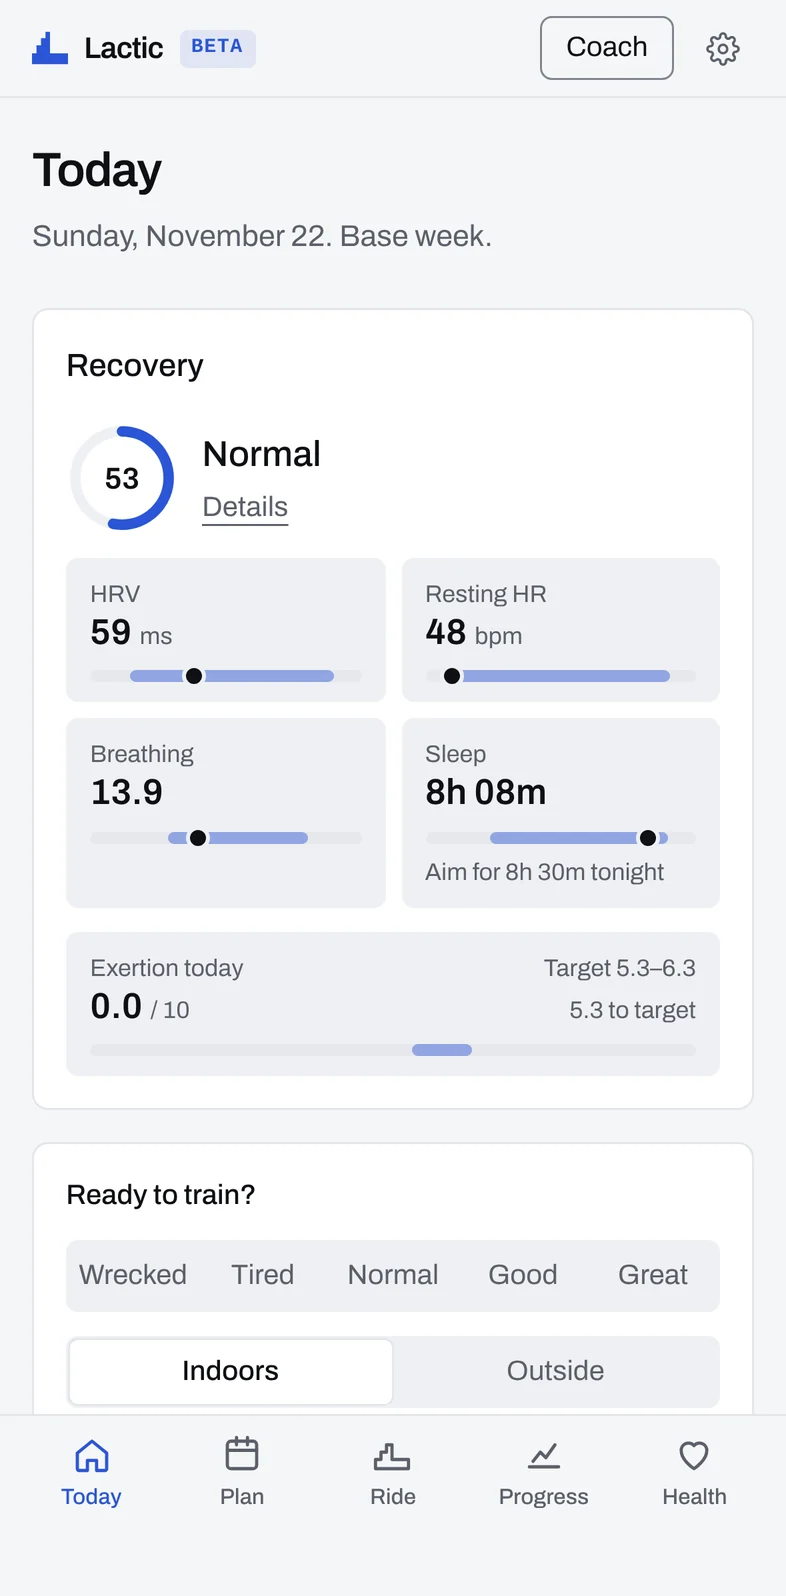 Lactic BETA Coach
Today
Sunday, November 22. Base week.
Recovery
53
Normal
Details
HRV
59 ms
Resting HR
48 bpm
Breathing
13.9
Sleep
8h 08m
Aim for 8h 30m tonight
Exertion today
0.0 / 10
Target 5.3–6.3
5.3 to target
Ready to train?
Wrecked Tired Normal Good Great
Indoors Outside
Today Plan Ride Progress Health